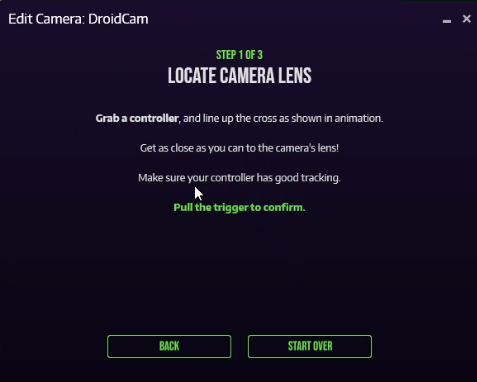 Edit Camera: DroidCam
STEP 1 OF 3
LOCATE CAMERA LENS
Grab a controller, and line up the cross as shown in animation.
Get as close as you can to the camera's lens!
Make sure your controller has good tracking.
Pull the trigger to confirm.
BACK
START OVER